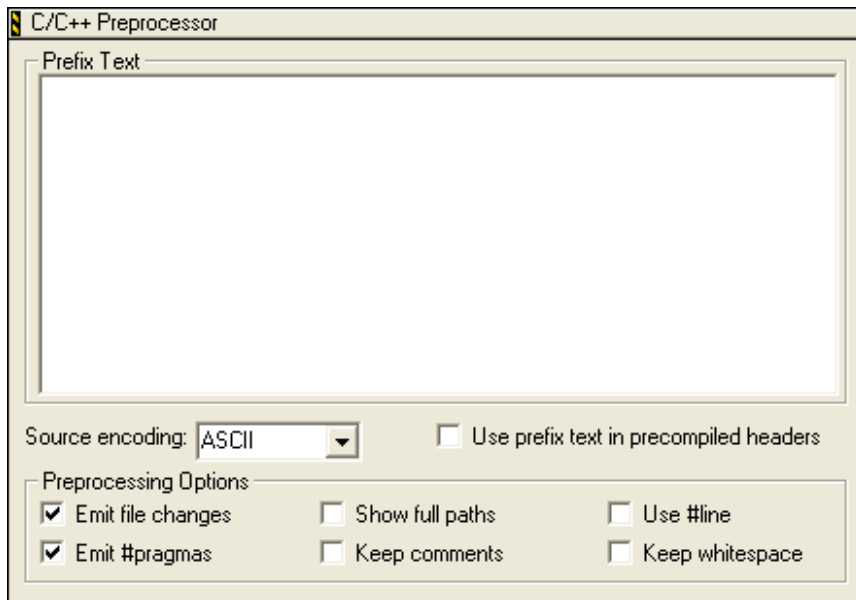 C/C++ Preprocessor
Prefix Text
Source encoding: ASCII Use prefix text in precompiled headers
Preprocessing Options
Emit file changes Show full paths Use #line
Emit #pragmas Keep comments Keep whitespace